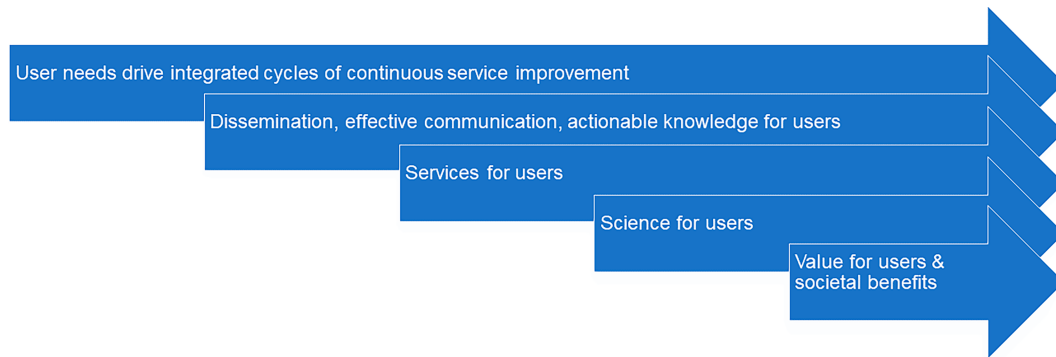 User needs drive integrated cycles of continuous service improvement
Dissemination, effective communication, actionable knowledge for users
Services for users
Science for users
Value for users &
societal benefits